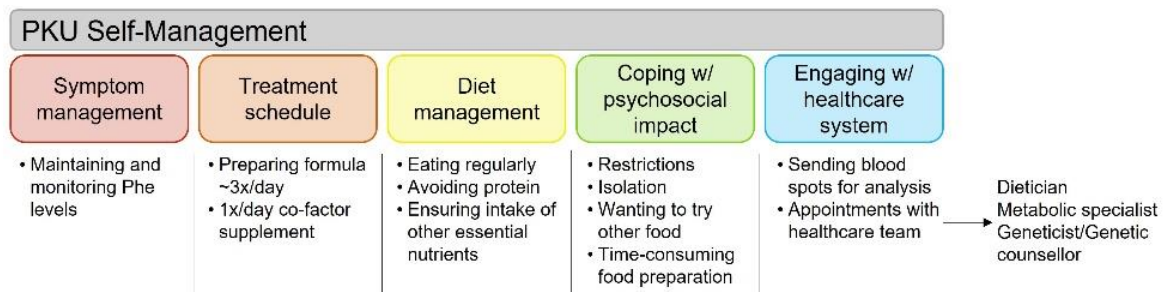 PKU Self-Management
Symptom
management
Treatment
schedule
Diet
management
Coping w/
psychosocial
impact
Engaging w/
healthcare
system
• Maintaining and
monitoring Phe
levels
• Preparing formula
~3x/day
• 1x/day co-factor
supplement
• Eating regularly
• Avoiding protein
• Ensuring intake of
other essential
nutrients
• Restrictions
• Isolation
• Wanting to try
other food
• Time-consuming
food preparation
• Sending blood
spots for analysis
• Appointments with
healthcare team
Dietician
Metabolic specialist
Geneticist/Genetic
counsellor